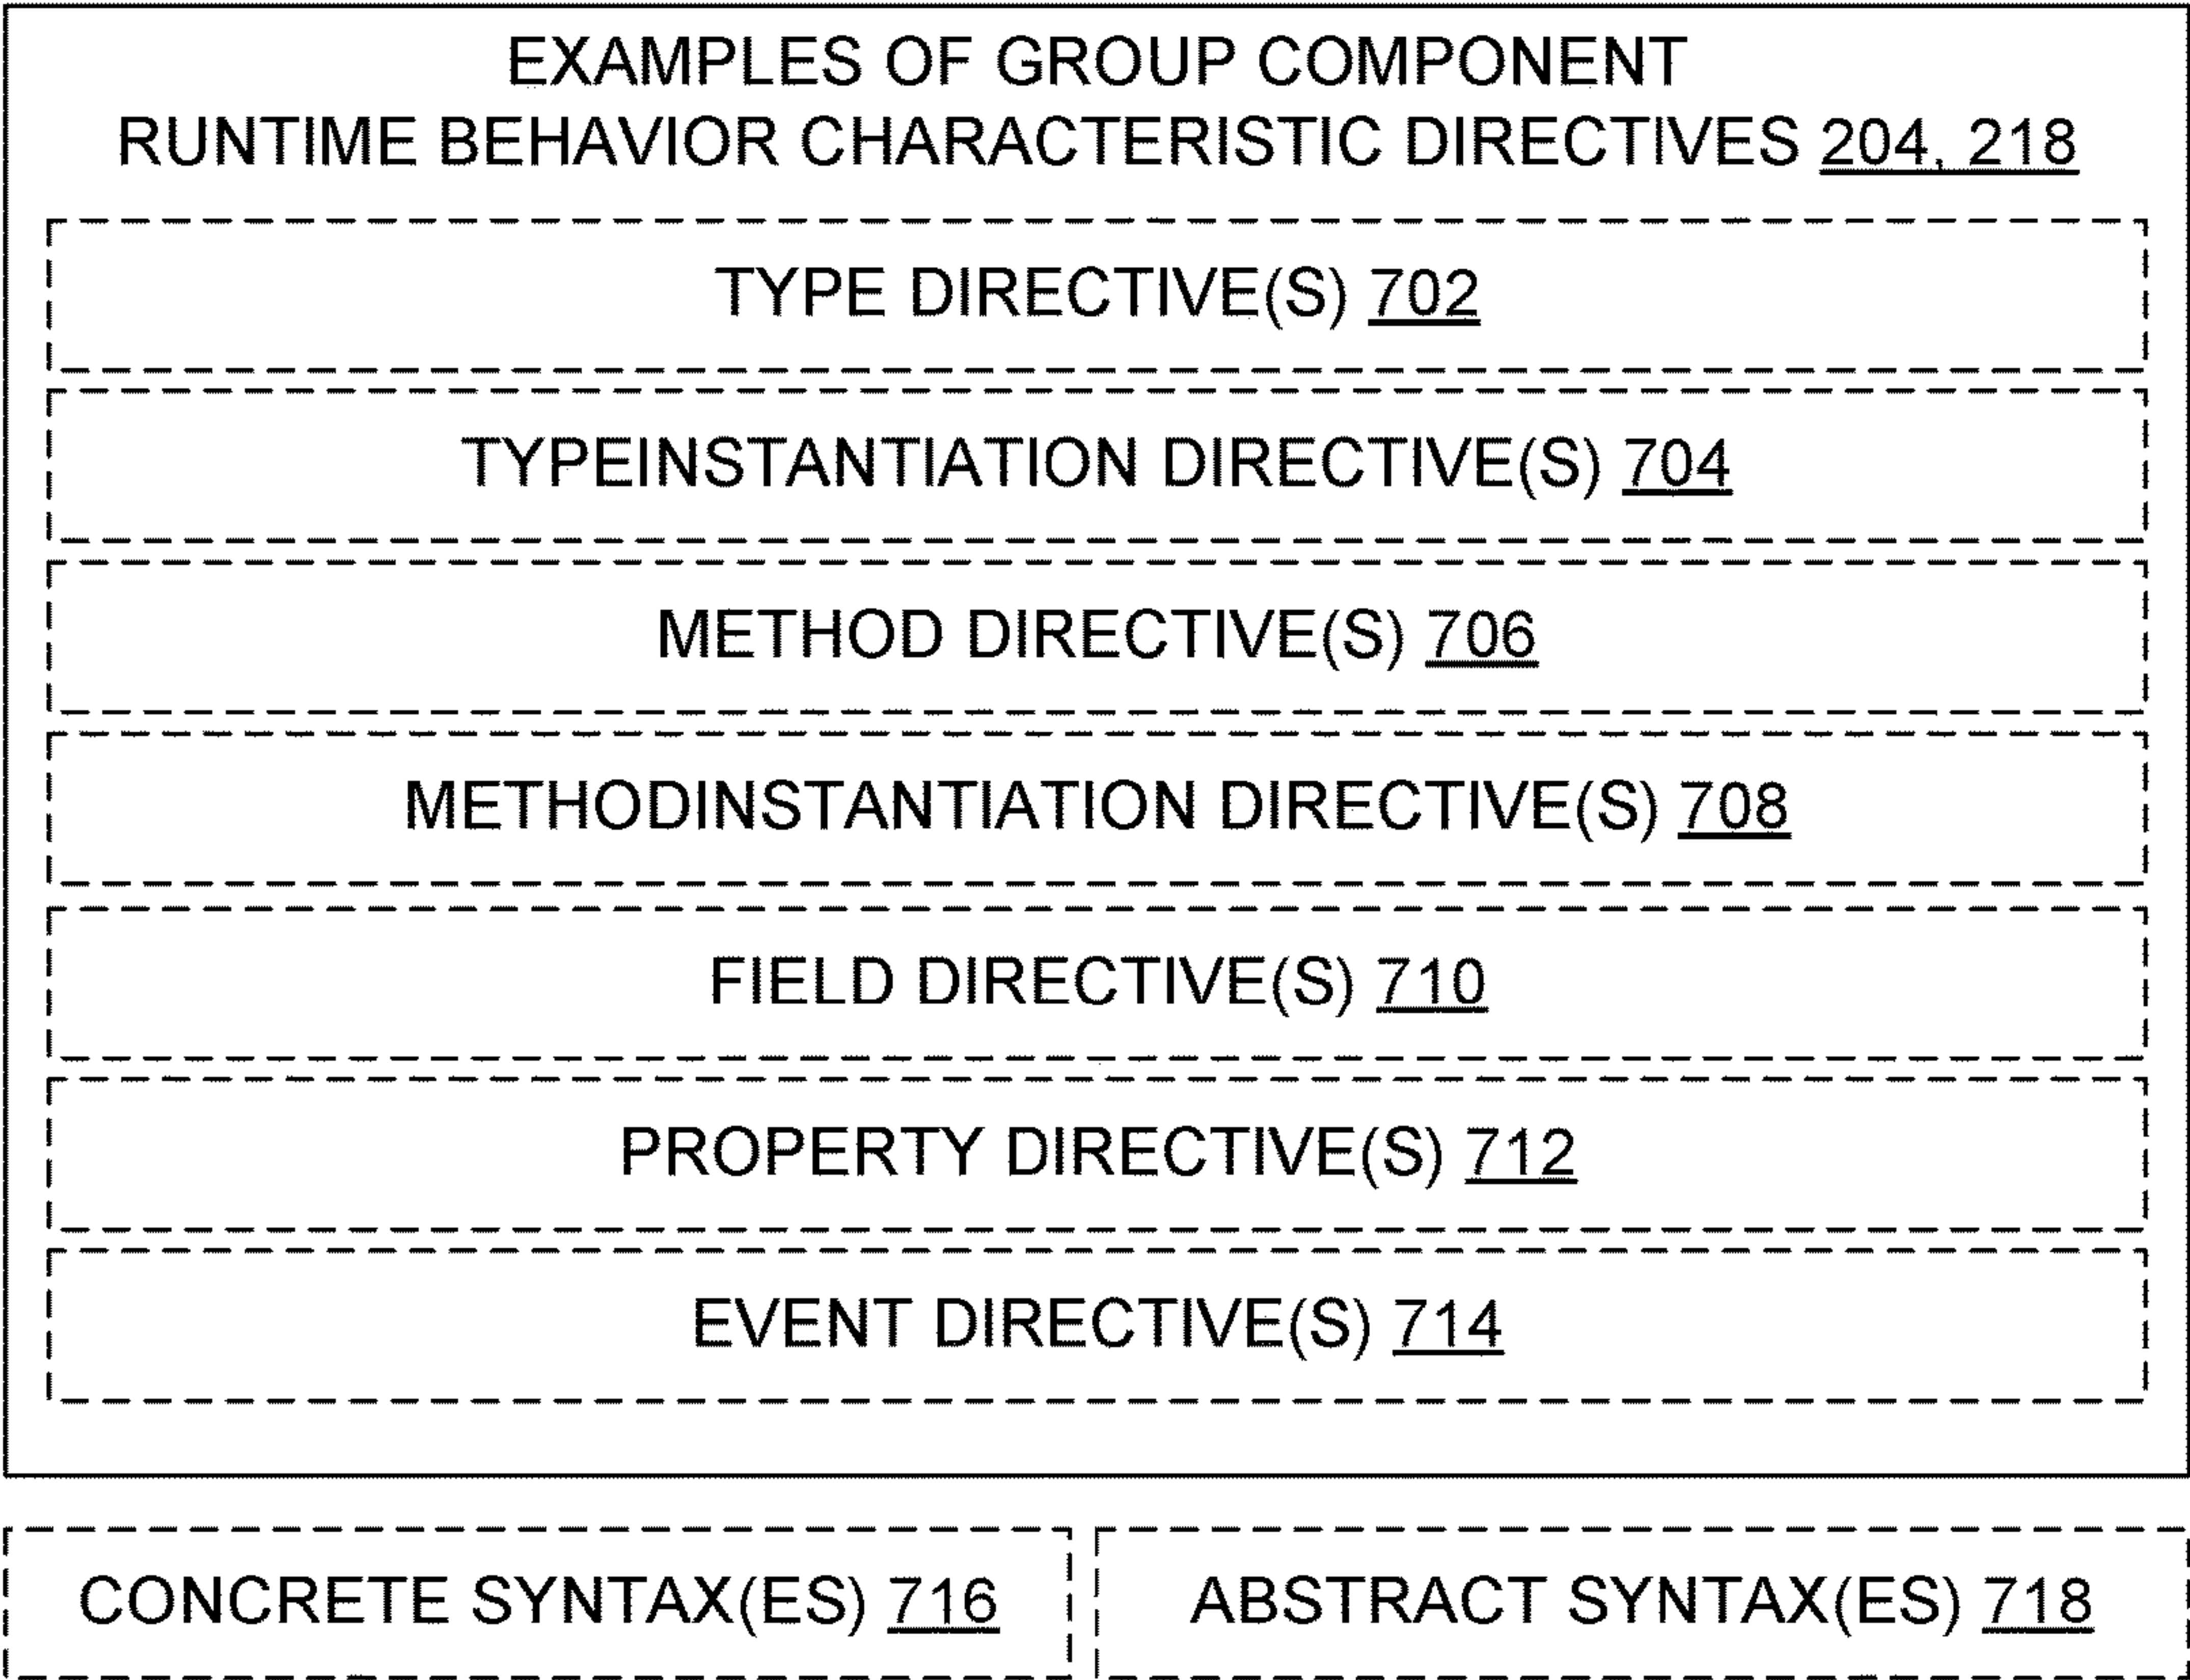 EXAMPLES OF GROUP COMPONENT
RUNTIME BEHAVIOR CHARACTERISTIC DIRECTIVES 204, 218
TYPE DIRECTIVE(S) 702
TYPEINSTANTIATION DIRECTIVE(S) 704
METHOD DIRECTIVE(S) 706
METHODINSTANTIATION DIRECTIVE(S) 708
FIELD DIRECTIVE(S) 710
PROPERTY DIRECTIVE(S) 712
EVENT DIRECTIVE(S) 714
CONCRETE SYNTAX(ES) 716
ABSTRACT SYNTAX(ES) 718